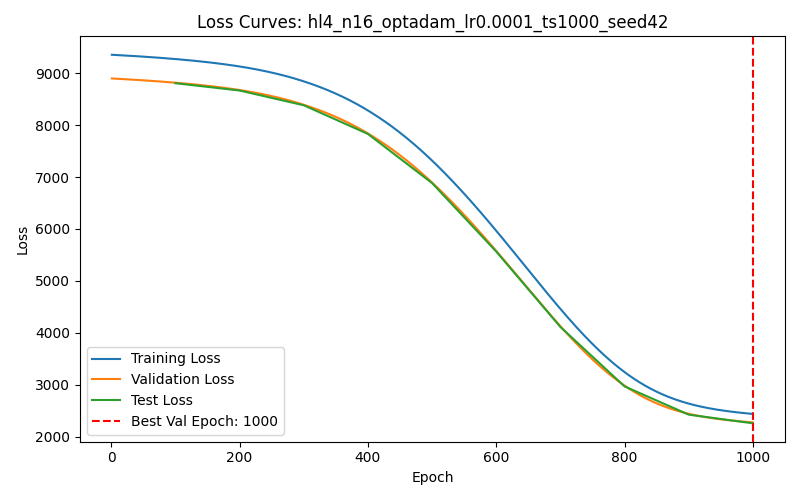 Loss Curves: hl4_n16_optadam_lr0.0001_ts1000_seed42
Loss
9000
8000
7000
6000
5000
4000
3000
2000
Training Loss
Validation Loss
Test Loss
Best Val Epoch: 1000
0 200 400 600 800 1000
Epoch